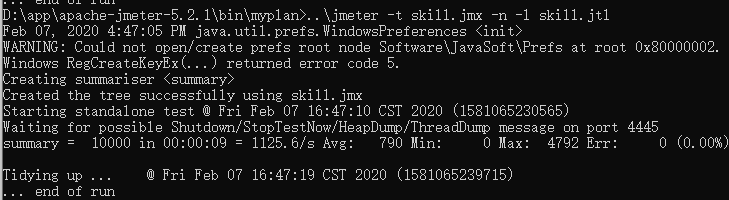 ... end of run
D:\app\apache-jmeter-5.2.1\bin\myplan>..\jmeter -t skill.jmx -n -l skill.jtl
Feb 07, 2020 4:47:05 PM java.util.prefs.WindowsPreferences <init>
WARNING: Could not open/create prefs root node Software\JavaSoft\Prefs at root 0x80000002.
Windows RegCreateKeyEx(...) returned error code 5.
Creating summariser <summary>
Created the tree successfully using skill.jmx
Starting standalone test @ Fri Feb 07 16:47:10 CST 2020 (1581065230565)
Waiting for possible Shutdown/StopTestNow/HeapDump/ThreadDump message on port 4445
summary =  10000 in 00:00:09 = 1125.6/s Avg:   790 Min:     0 Max:  4792 Err:     0 (0.00%)
Tidying up ...    @ Fri Feb 07 16:47:19 CST 2020 (1581065239715)
... end of run